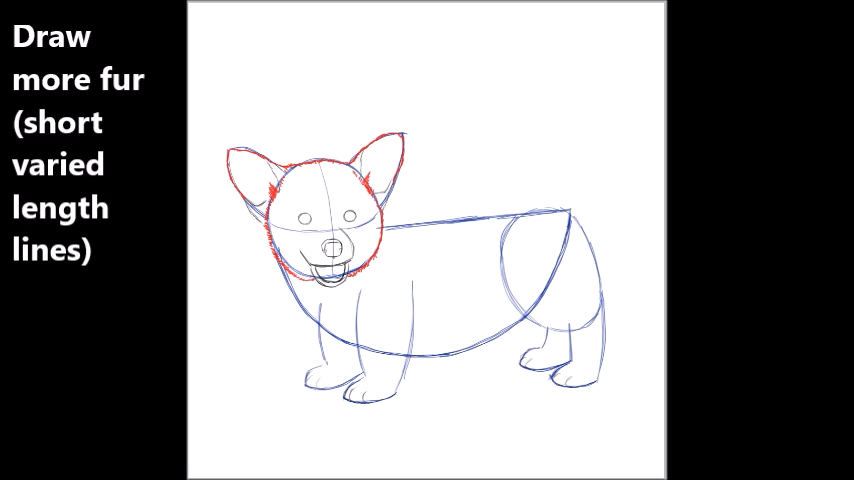 Draw
more fur
(short
varied
length
lines)